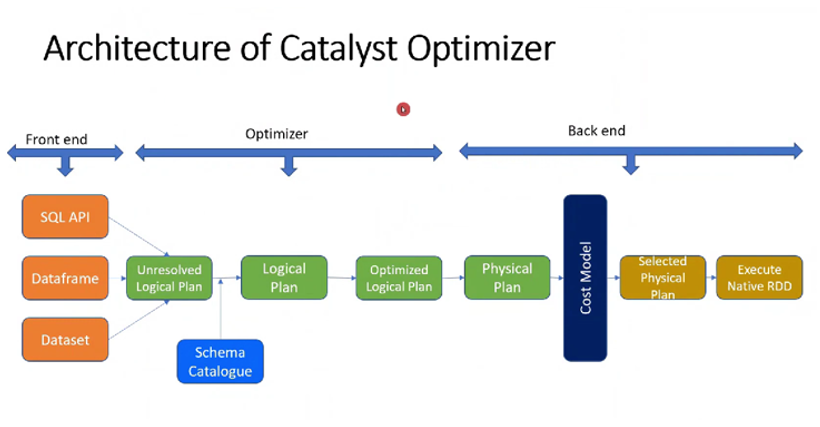 Architecture of Catalyst Optimizer
Front end
Optimizer
Back end
SQL API
Dataframe
Dataset
Unresolved
Logical Plan
Schema
Catalogue
Logical
Plan
Optimized
Logical Plan
Physical
Plan
Cost Model
Selected
Physical
Plan
Execute
Native RDD